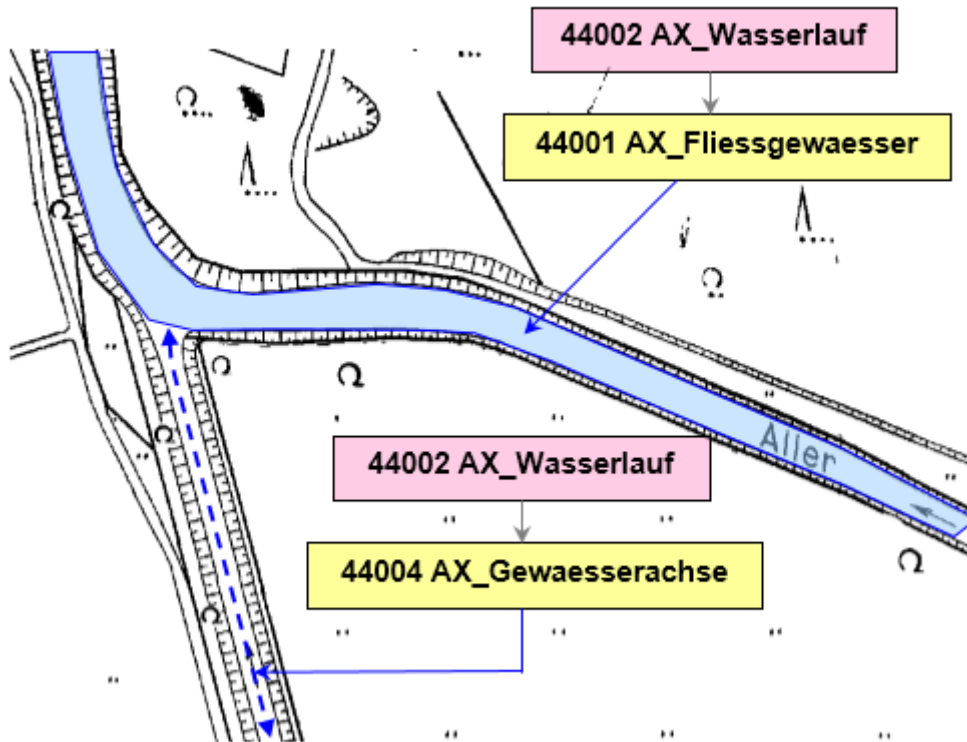 44002 AX_Wasserlauf
44001 AX_Fliessgewaesser
Aller
44002 AX_Wasserlauf
44004 AX_Gewaesserachse